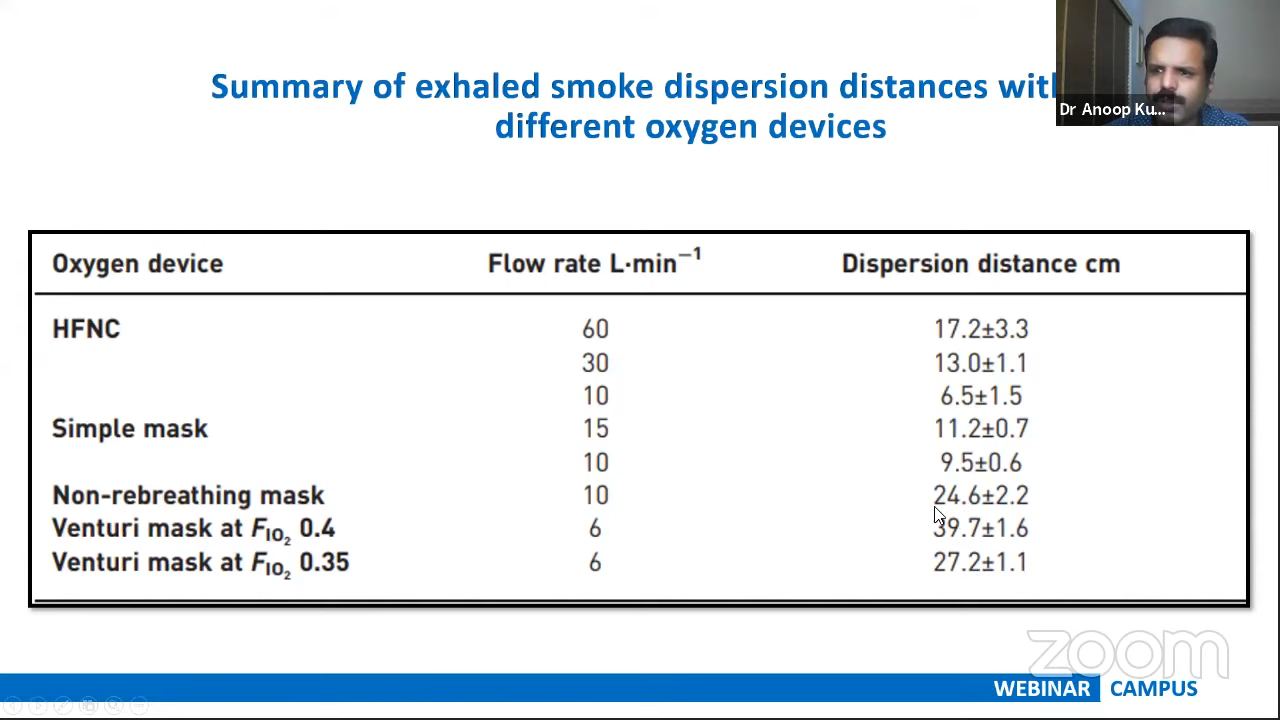 Summary of exhaled smoke dispersion distances with
different oxygen devices
Dr Anoop Ku...
Oxygen device Flow rate L·min⁻¹ Dispersion distance cm
HFNC 60 17.2±3.3
30 13.0±1.1
10 6.5±1.5
Simple mask 15 11.2±0.7
10 9.5±0.6
Non-rebreathing mask 10 24.6±2.2
Venturi mask at FIO₂ 0.4 6 39.7±1.6
Venturi mask at FIO₂ 0.35 6 27.2±1.1
zoom
WEBINAR CAMPUS